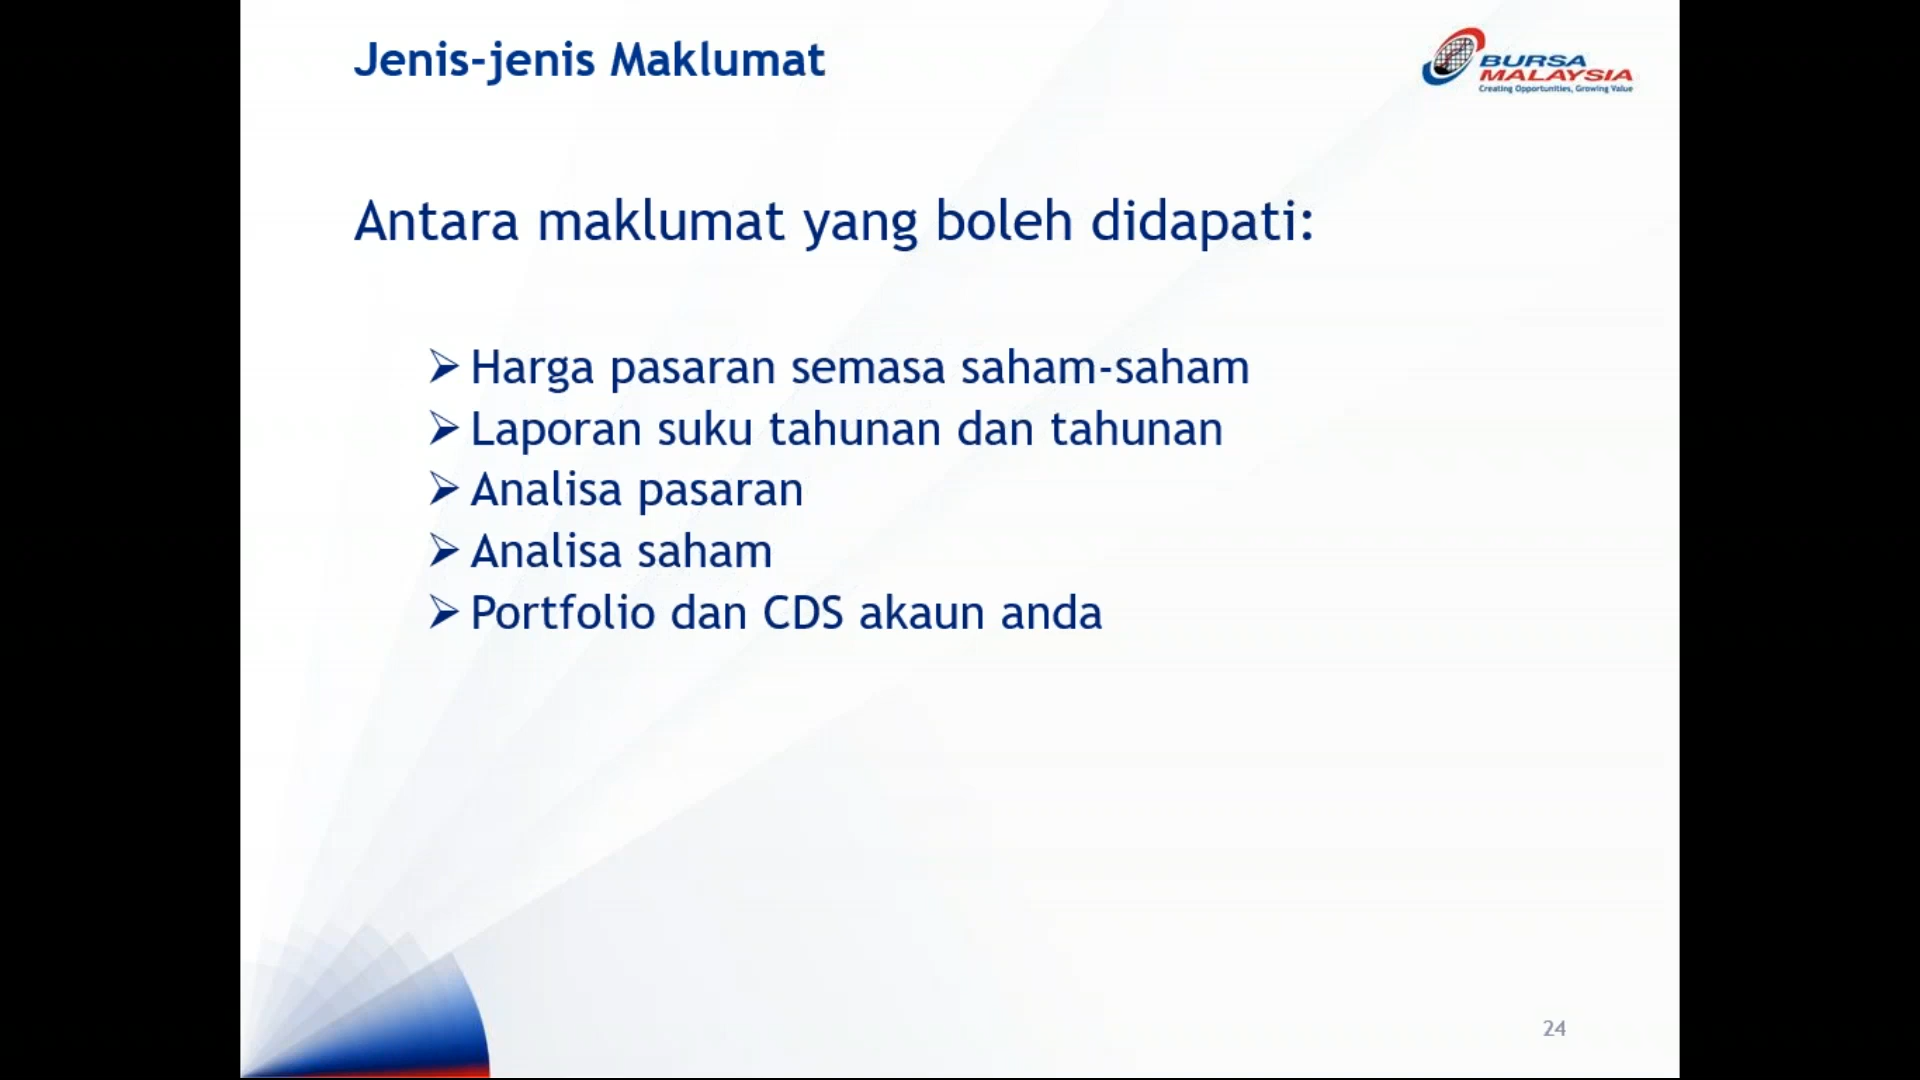 Jenis-jenis Maklumat
BURSA
MALAYSIA
Creating Opportunities, Growing Value
Antara maklumat yang boleh didapati:
➢ Harga pasaran semasa saham-saham
➢ Laporan suku tahunan dan tahunan
➢ Analisa pasaran
➢ Analisa saham
➢ Portfolio dan CDS akaun anda
24